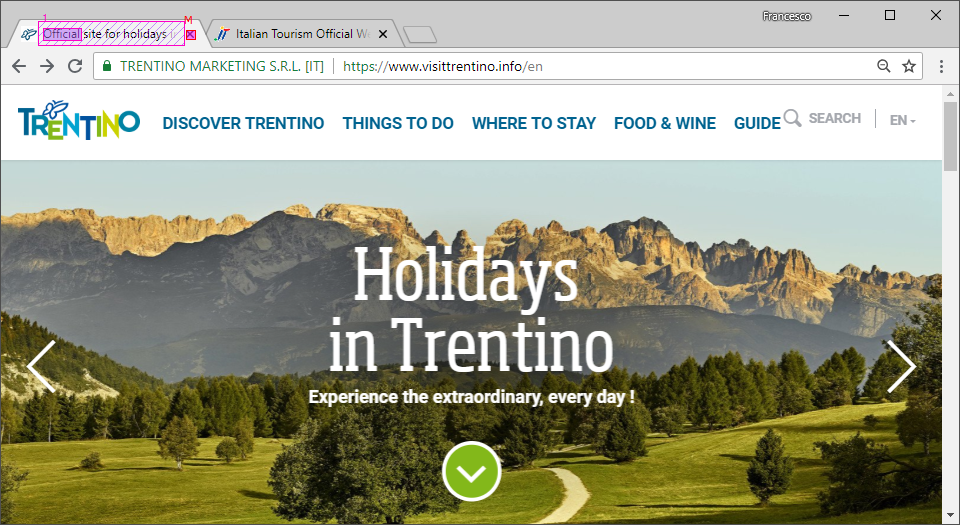 1 M Francesco
Official site for holidays i Italian Tourism Official We
TRENTINO MARKETING S.R.L. [IT] https://www.visittrentino.info/en
TRENTINO DISCOVER TRENTINO THINGS TO DO WHERE TO STAY FOOD & WINE GUIDE SEARCH EN
Holidays
in Trentino
Experience the extraordinary, every day !